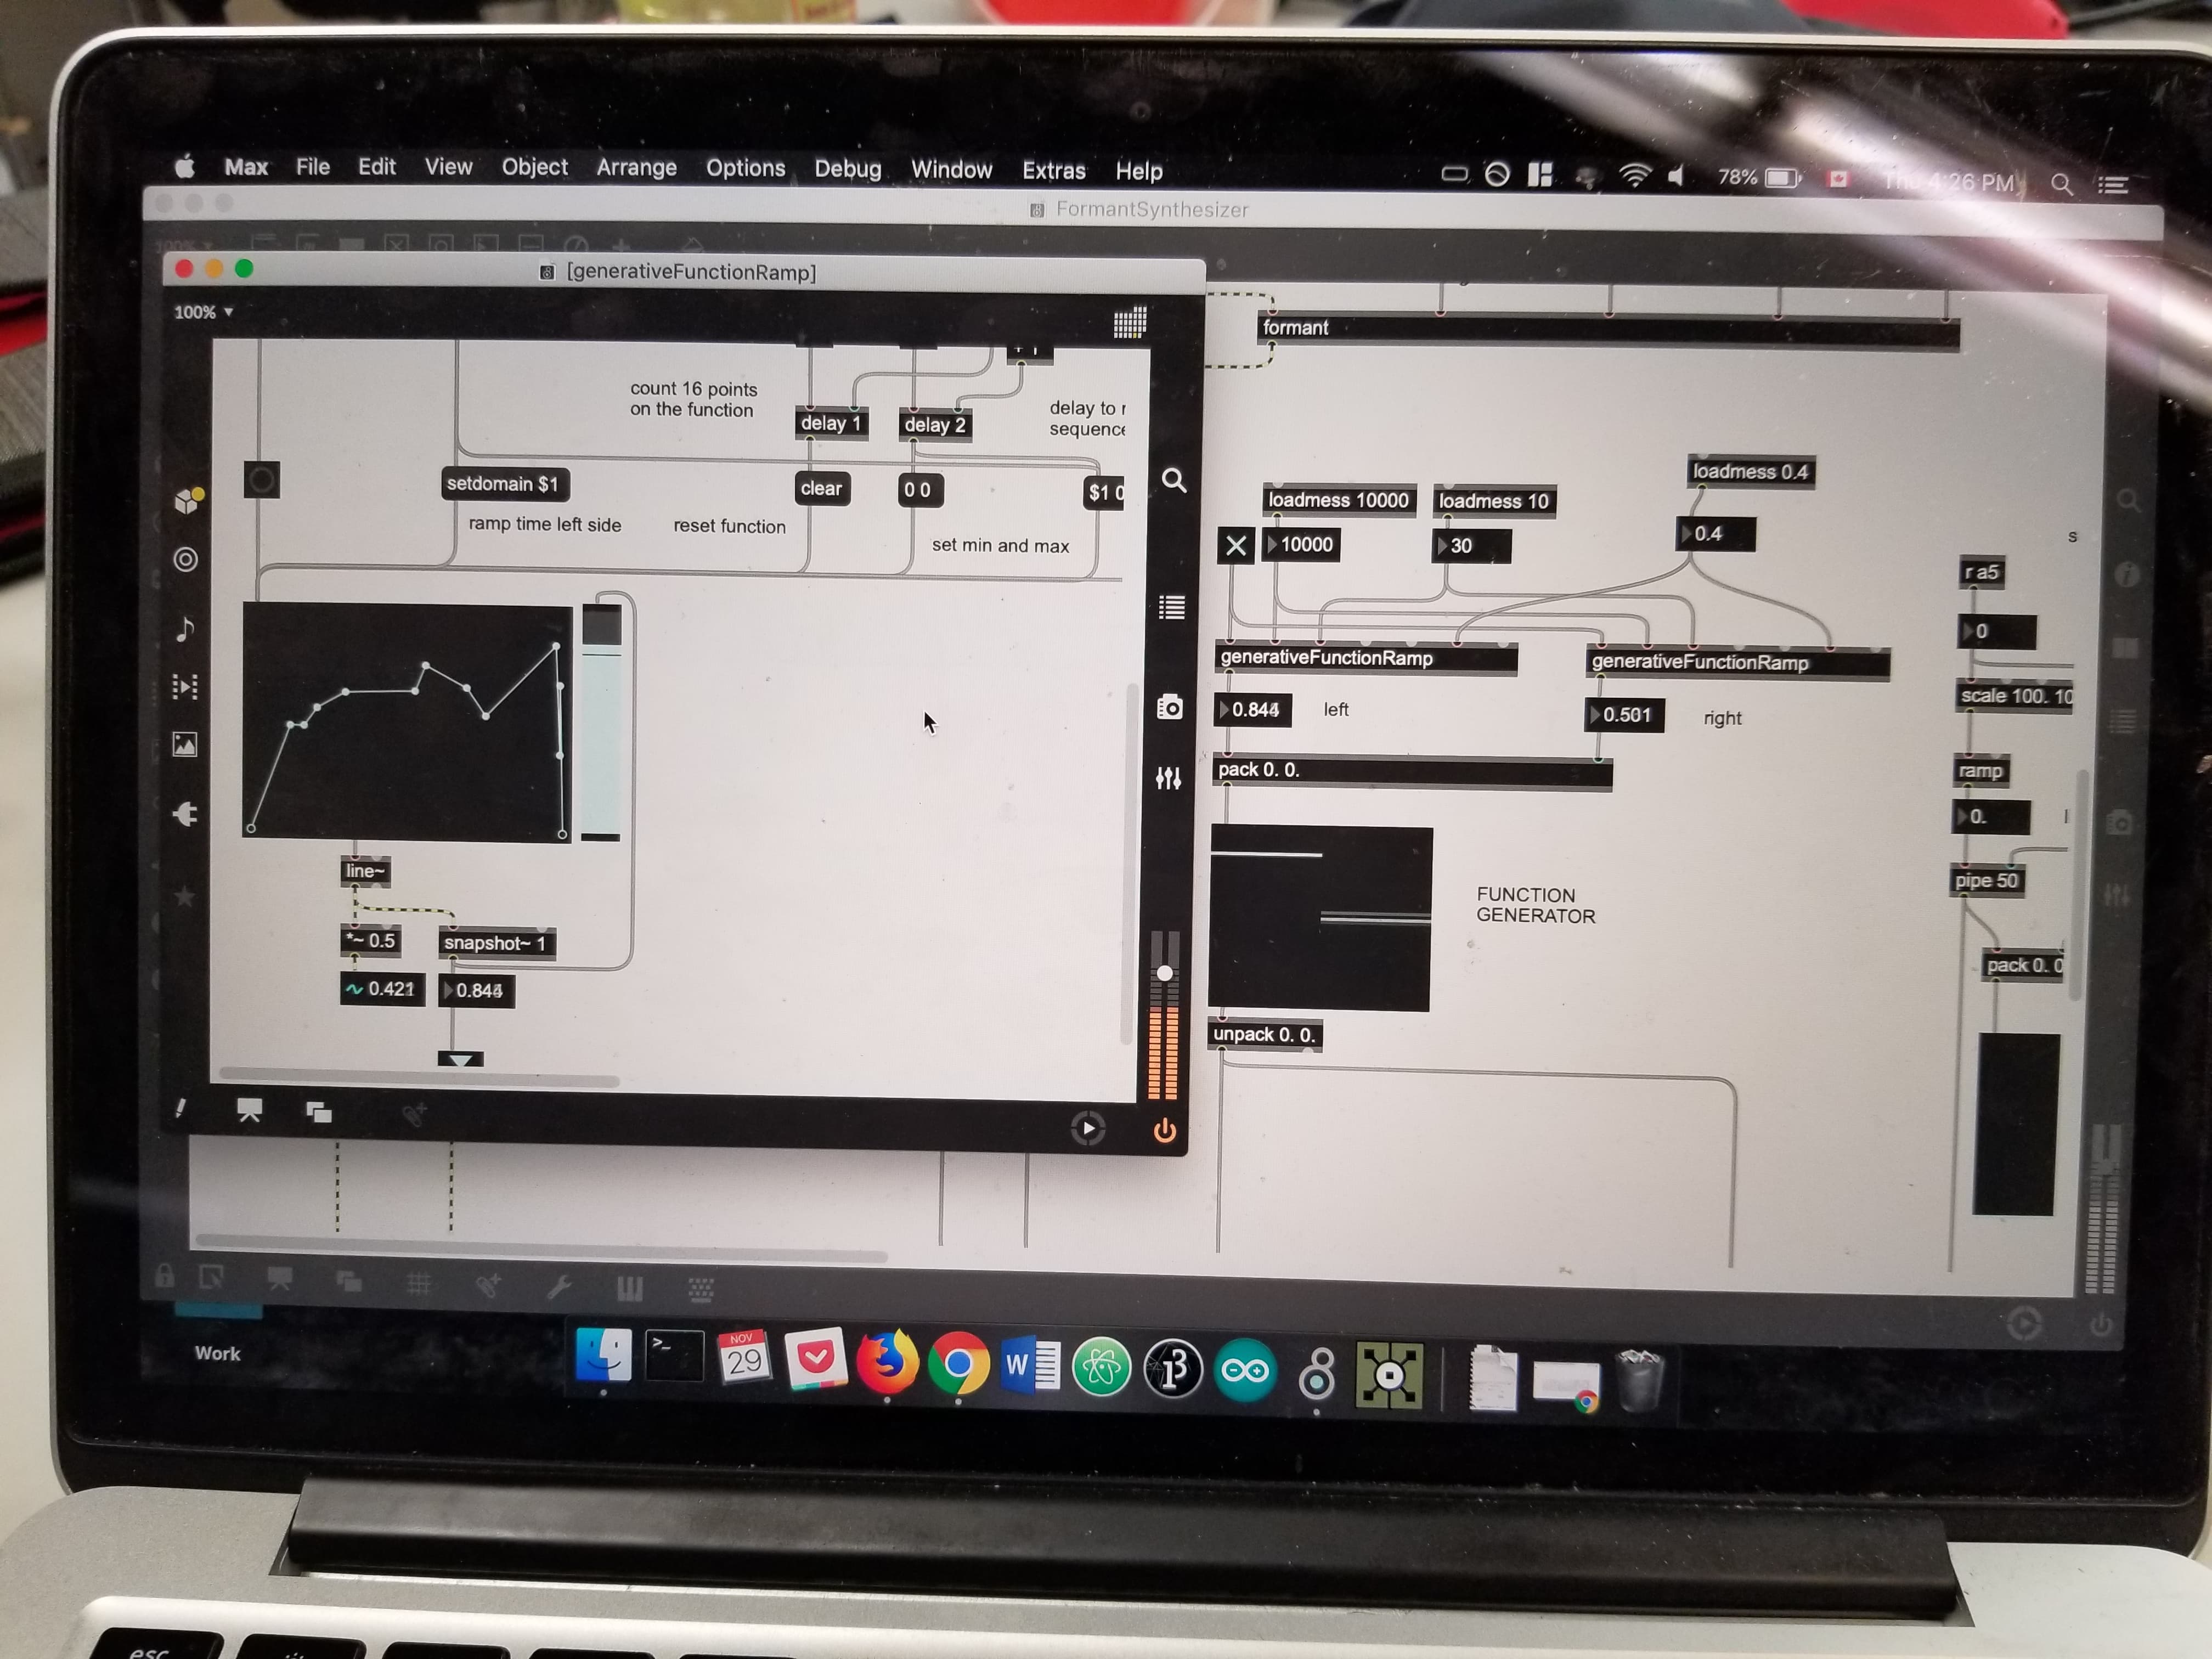 Max File Edit View Object Arrange Options Debug Window Extras Help
78% Thu 4:26 PM
FormantSynthesizer
[generativeFunctionRamp]
100%
count 16 points
on the function
delay 1
delay 2
delay to
sequence
setdomain $1
clear
0 0
$1 0
ramp time left side
reset function
set min and max
line~
*~ 0.5
snapshot~ 1
0.421
0.844
formant
loadmess 10000
loadmess 10
loadmess 0.4
10000
30
0.4
generativeFunctionRamp
generativeFunctionRamp
0.844
left
0.501
right
pack 0. 0.
FUNCTION
GENERATOR
unpack 0. 0.
s
r a5
0
scale 100. 10
ramp
0.
pipe 50
pack 0. 0
Work
NOV
29
W
esc